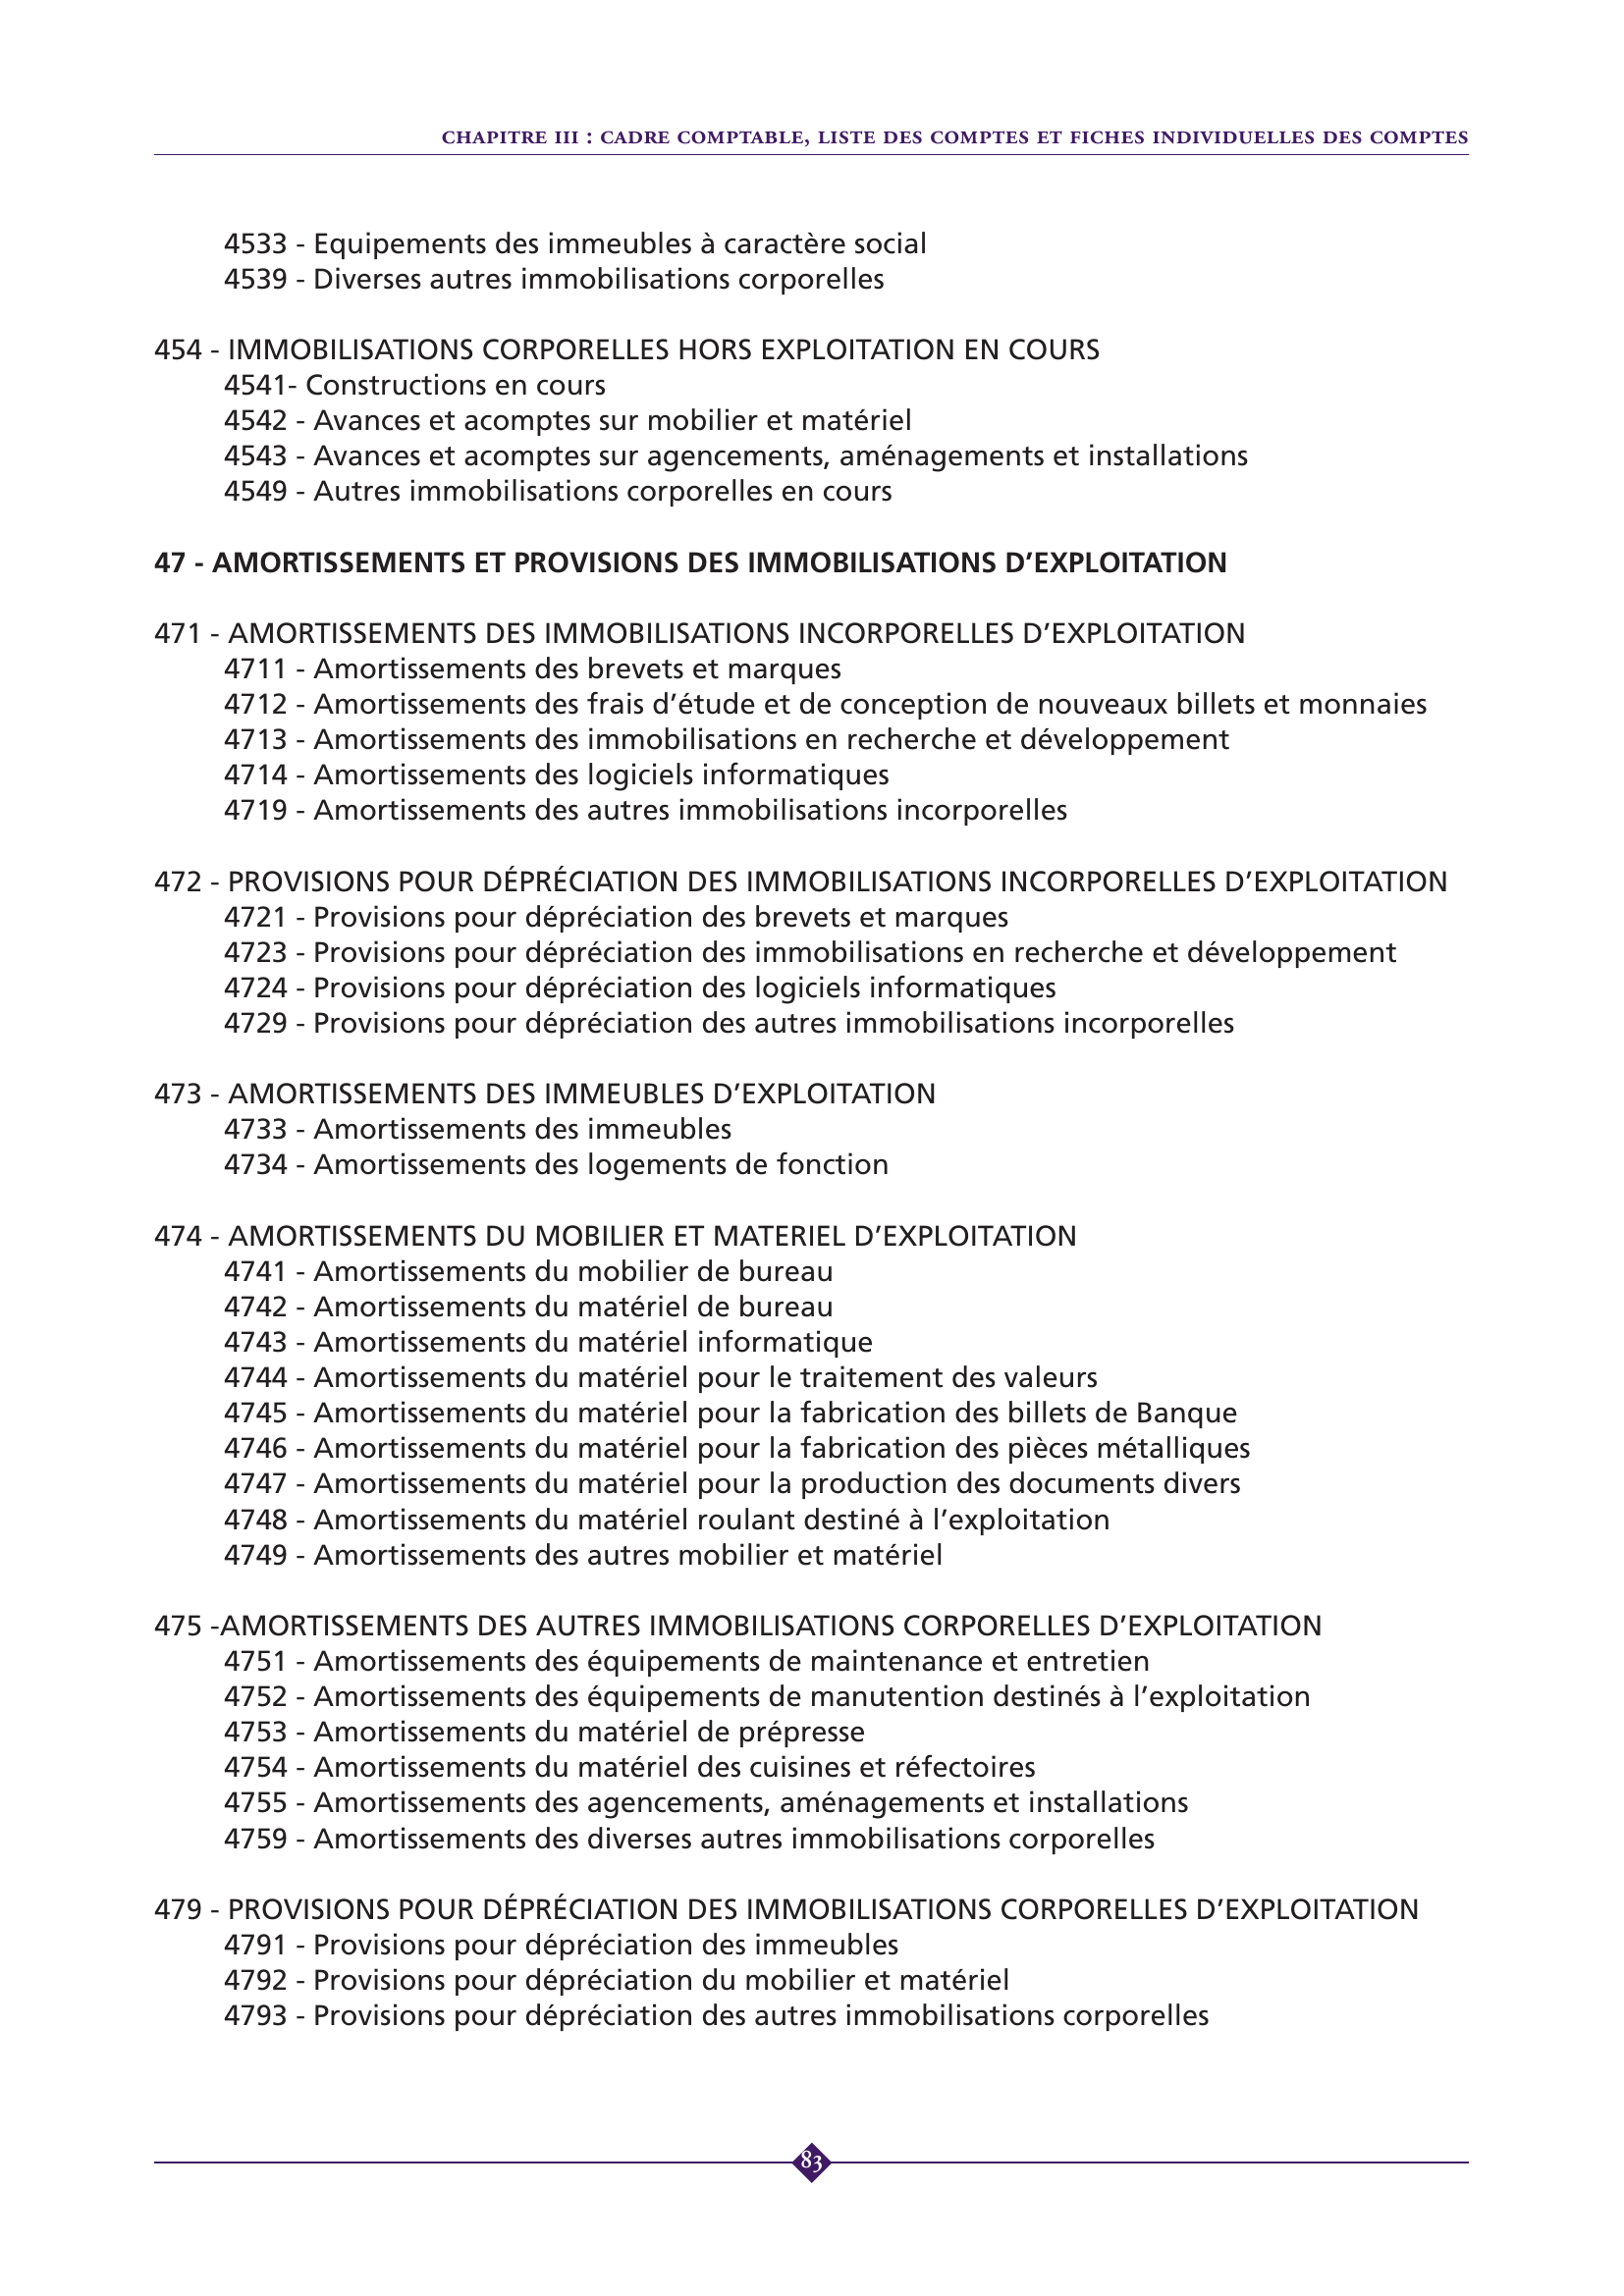 CHAPITRE III : CADRE COMPTABLE, LISTE DES COMPTES ET FICHES INDIVIDUELLES DES COMPTES
4533 - Equipements des immeubles à caractère social
4539 - Diverses autres immobilisations corporelles
454 - IMMOBILISATIONS CORPORELLES HORS EXPLOITATION EN COURS
4541- Constructions en cours
4542 - Avances et acomptes sur mobilier et matériel
4543 - Avances et acomptes sur agencements, aménagements et installations
4549 - Autres immobilisations corporelles en cours
47 - AMORTISSEMENTS ET PROVISIONS DES IMMOBILISATIONS D’EXPLOITATION
471 - AMORTISSEMENTS DES IMMOBILISATIONS INCORPORELLES D’EXPLOITATION
4711 - Amortissements des brevets et marques
4712 - Amortissements des frais d’étude et de conception de nouveaux billets et monnaies
4713 - Amortissements des immobilisations en recherche et développement
4714 - Amortissements des logiciels informatiques
4719 - Amortissements des autres immobilisations incorporelles
472 - PROVISIONS POUR DÉPRÉCIATION DES IMMOBILISATIONS INCORPORELLES D’EXPLOITATION
4721 - Provisions pour dépréciation des brevets et marques
4723 - Provisions pour dépréciation des immobilisations en recherche et développement
4724 - Provisions pour dépréciation des logiciels informatiques
4729 - Provisions pour dépréciation des autres immobilisations incorporelles
473 - AMORTISSEMENTS DES IMMEUBLES D’EXPLOITATION
4733 - Amortissements des immeubles
4734 - Amortissements des logements de fonction
474 - AMORTISSEMENTS DU MOBILIER ET MATERIEL D’EXPLOITATION
4741 - Amortissements du mobilier de bureau
4742 - Amortissements du matériel de bureau
4743 - Amortissements du matériel informatique
4744 - Amortissements du matériel pour le traitement des valeurs
4745 - Amortissements du matériel pour la fabrication des billets de Banque
4746 - Amortissements du matériel pour la fabrication des pièces métalliques
4747 - Amortissements du matériel pour la production des documents divers
4748 - Amortissements du matériel roulant destiné à l’exploitation
4749 - Amortissements des autres mobilier et matériel
475 -AMORTISSEMENTS DES AUTRES IMMOBILISATIONS CORPORELLES D’EXPLOITATION
4751 - Amortissements des équipements de maintenance et entretien
4752 - Amortissements des équipements de manutention destinés à l’exploitation
4753 - Amortissements du matériel de prépresse
4754 - Amortissements du matériel des cuisines et réfectoires
4755 - Amortissements des agencements, aménagements et installations
4759 - Amortissements des diverses autres immobilisations corporelles
479 - PROVISIONS POUR DÉPRÉCIATION DES IMMOBILISATIONS CORPORELLES D’EXPLOITATION
4791 - Provisions pour dépréciation des immeubles
4792 - Provisions pour dépréciation du mobilier et matériel
4793 - Provisions pour dépréciation des autres immobilisations corporelles
83